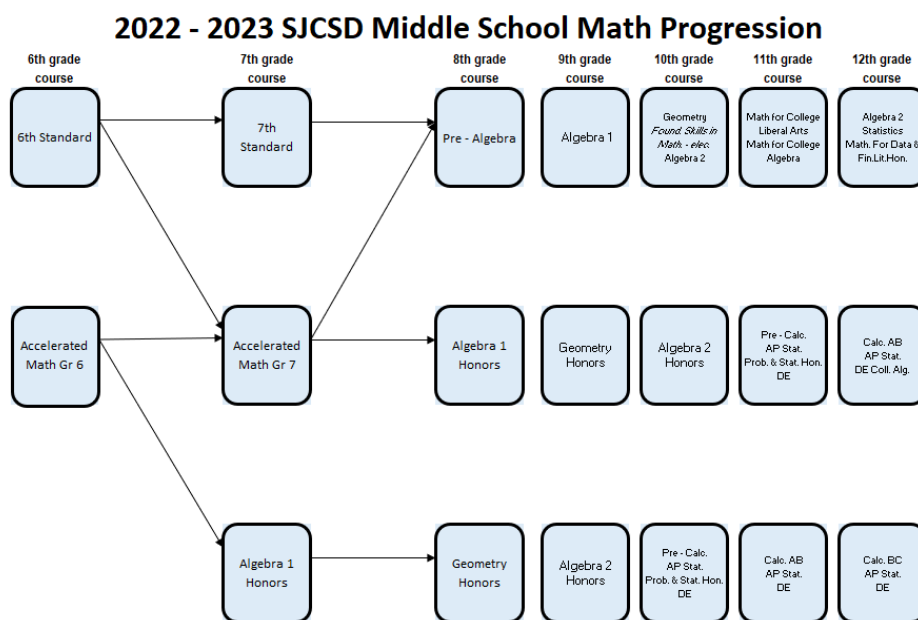 2022 - 2023 SJCSD Middle School Math Progression
6th grade
course
7th grade
course
8th grade
course
9th grade
course
10th grade
course
11th grade
course
12th grade
course
6th Standard
7th
Standard
Pre - Algebra
Algebra 1
Geometry
Found. Skills in
Math. - elec.
Algebra 2
Math for College
Liberal Arts
Math for College
Algebra
Algebra 2
Statistics
Math. For Data &
Fin.Lit.Hon.
Accelerated
Math Gr 6
Accelerated
Math Gr 7
Algebra 1
Honors
Geometry
Honors
Algebra 2
Honors
Pre - Calc.
AP Stat.
Prob. & Stat. Hon.
DE
Calc. AB
AP Stat.
DE Coll. Alg.
Algebra 1
Honors
Geometry
Honors
Algebra 2
Honors
Pre - Calc.
AP Stat.
Prob. & Stat. Hon.
DE
Calc. AB
AP Stat.
DE
Calc. BC
AP Stat.
DE